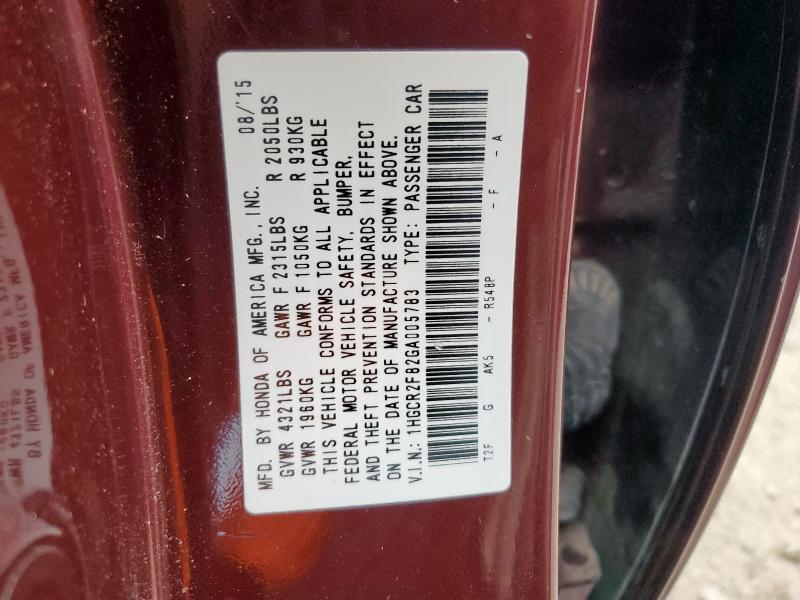 MFD. BY HONDA OF AMERICA MFG., INC. 08/'15
GVWR 4321LBS GAWR F 2315LBS R 2050LBS
GVWR 1960KG GAWR F 1050KG R 930KG
THIS VEHICLE CONFORMS TO ALL APPLICABLE
FEDERAL MOTOR VEHICLE SAFETY, BUMPER,
AND THEFT PREVENTION STANDARDS IN EFFECT
ON THE DATE OF MANUFACTURE SHOWN ABOVE.
V.I.N.: 1HGCR2F82GA005783 TYPE: PASSENGER CAR
T2F G AK5 - R548P - F - A